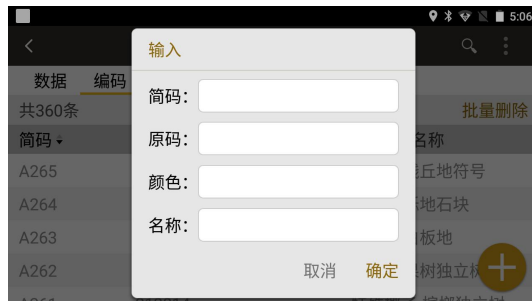 5:06
输入
数据 编码
简码:
共360条 批量删除
原码:
简码 名称
颜色:
A265 丘地符号
A264 地石块
名称:
A263 板地
取消 确定
A262 树独立树